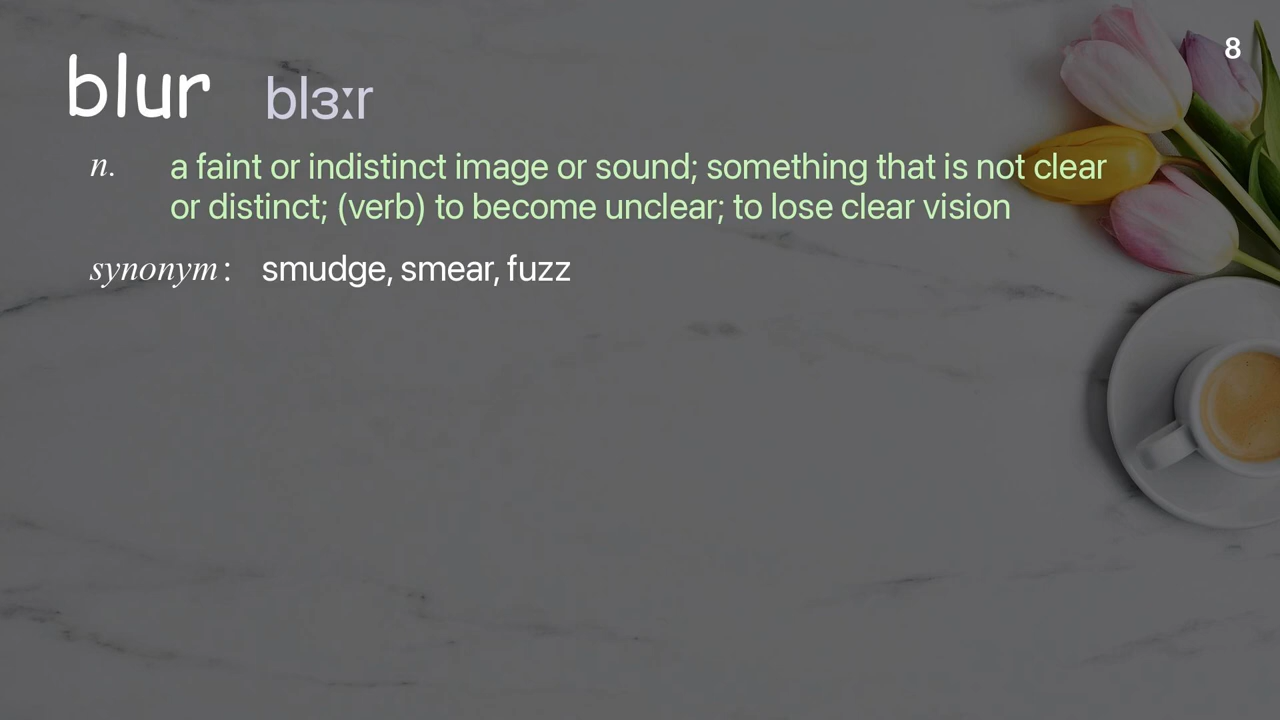 8
blur blɜːr
n. a faint or indistinct image or sound; something that is not clear
or distinct; (verb) to become unclear; to lose clear vision
synonym: smudge, smear, fuzz